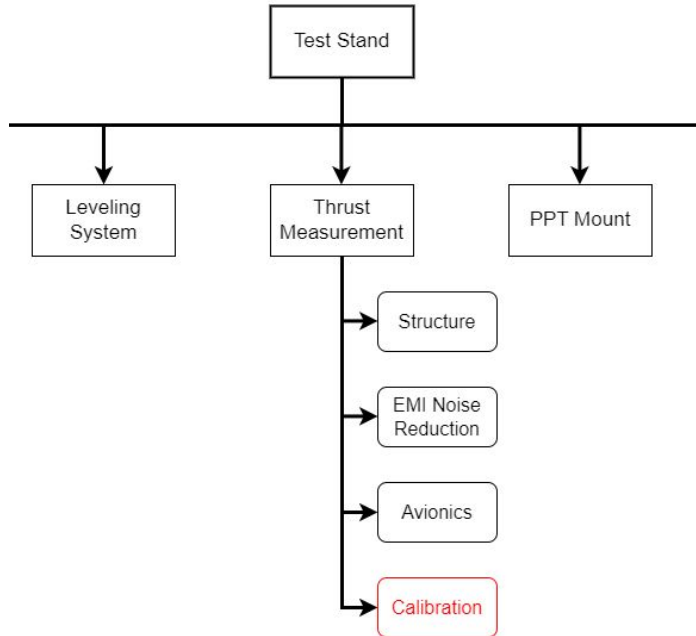 Test Stand
Leveling
System
Thrust
Measurement
PPT Mount
Structure
EMI Noise
Reduction
Avionics
Calibration